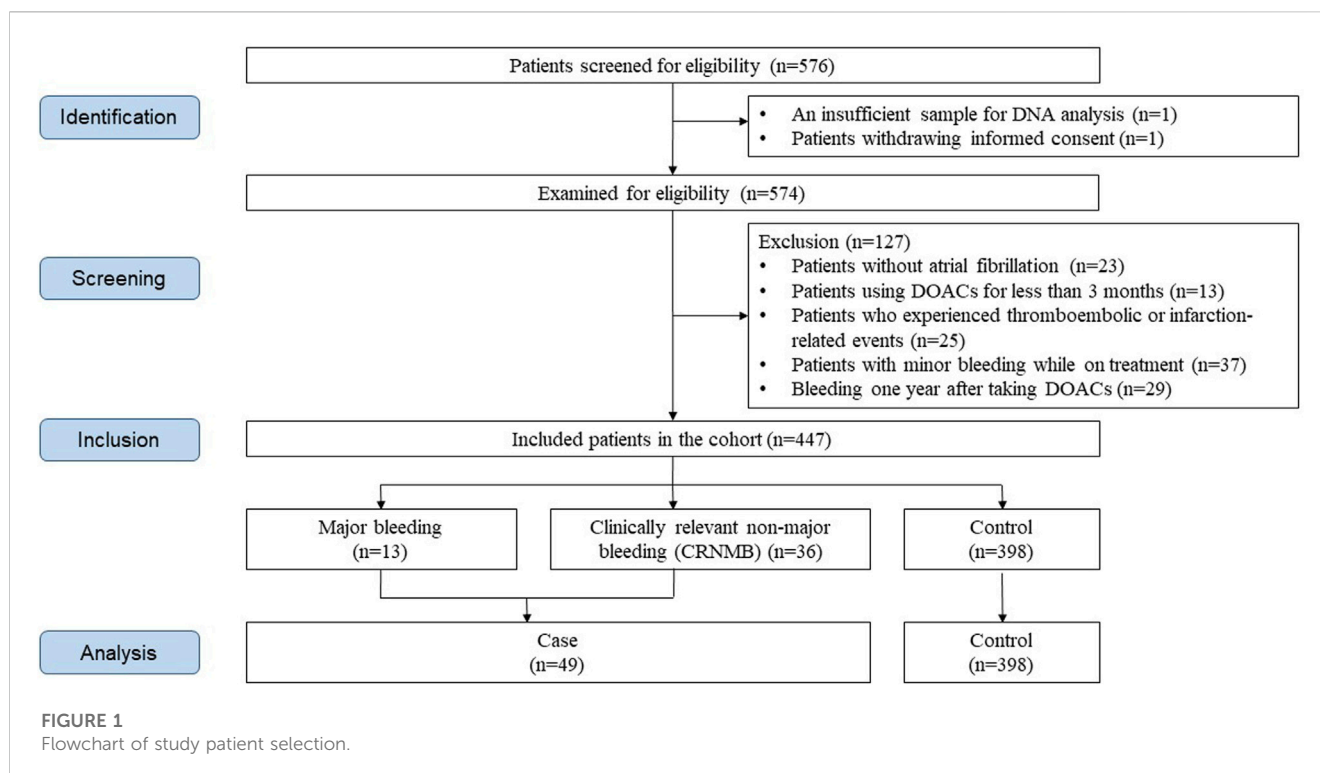 Patients screened for eligibility (n=576)
Identification
• An insufficient sample for DNA analysis (n=1)
• Patients withdrawing informed consent (n=1)
Examined for eligibility (n=574)
Screening
Exclusion (n=127)
• Patients without atrial fibrillation (n=23)
• Patients using DOACs for less than 3 months (n=13)
• Patients who experienced thromboembolic or infarction-
related events (n=25)
• Patients with minor bleeding while on treatment (n=37)
• Bleeding one year after taking DOACs (n=29)
Inclusion
Included patients in the cohort (n=447)
Major bleeding
(n=13)
Clinically relevant non-major
bleeding (CRNMB) (n=36)
Control
(n=398)
Analysis
Case
(n=49)
Control
(n=398)
FIGURE 1
Flowchart of study patient selection.